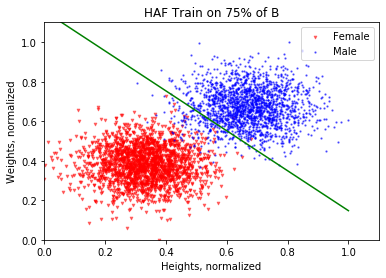 HAF Train on 75% of B
Female
Male
Weights, normalized
1.0
0.8
0.6
0.4
0.2
0.0
0.0
0.2
0.4
0.6
0.8
1.0
Heights, normalized